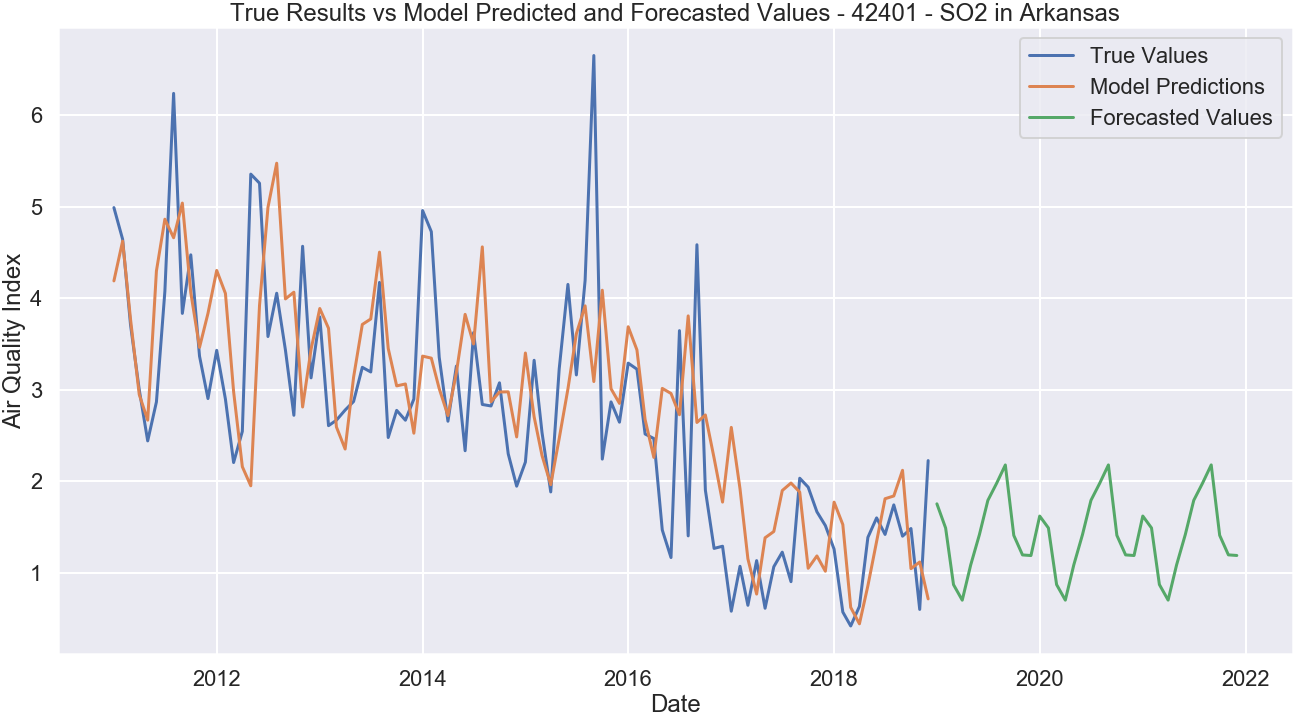 True Results vs Model Predicted and Forecasted Values - 42401 - SO2 in Arkansas
True Values
Model Predictions
Forecasted Values
Air Quality Index
6
5
4
3
2
1
2012 2014 2016 2018 2020 2022
Date